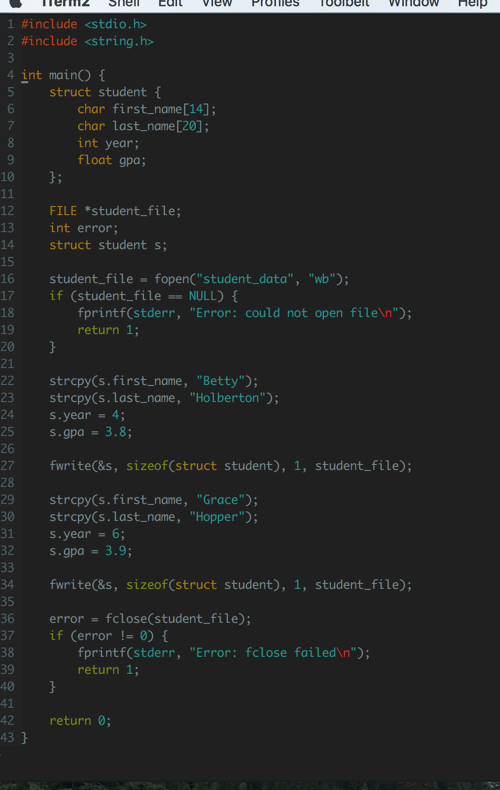 iTerm2 Shell Edit View Profiles Toolbelt Window Help
1 #include <stdio.h>
2 #include <string.h>
3
4 int main() {
5     struct student {
6         char first_name[14];
7         char last_name[20];
8         int year;
9         float gpa;
10     };
11
12     FILE *student_file;
13     int error;
14     struct student s;
15
16     student_file = fopen("student_data", "wb");
17     if (student_file == NULL) {
18         fprintf(stderr, "Error: could not open file\n");
19         return 1;
20     }
21
22     strcpy(s.first_name, "Betty");
23     strcpy(s.last_name, "Holberton");
24     s.year = 4;
25     s.gpa = 3.8;
26
27     fwrite(&s, sizeof(struct student), 1, student_file);
28
29     strcpy(s.first_name, "Grace");
30     strcpy(s.last_name, "Hopper");
31     s.year = 6;
32     s.gpa = 3.9;
33
34     fwrite(&s, sizeof(struct student), 1, student_file);
35
36     error = fclose(student_file);
37     if (error != 0) {
38         fprintf(stderr, "Error: fclose failed\n");
39         return 1;
40     }
41
42     return 0;
43 }